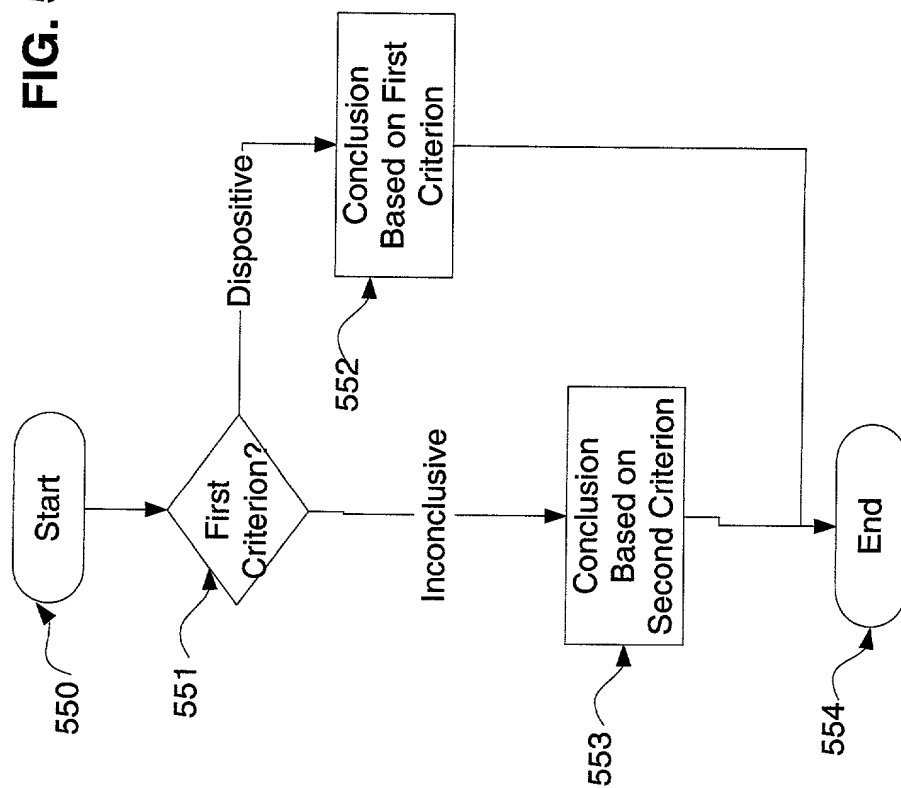 FIG. 5
Start
550
First
Criterion?
551
Dispositive
Conclusion
Based on First
Criterion
552
Inconclusive
Conclusion
Based on
Second Criterion
553
End
554